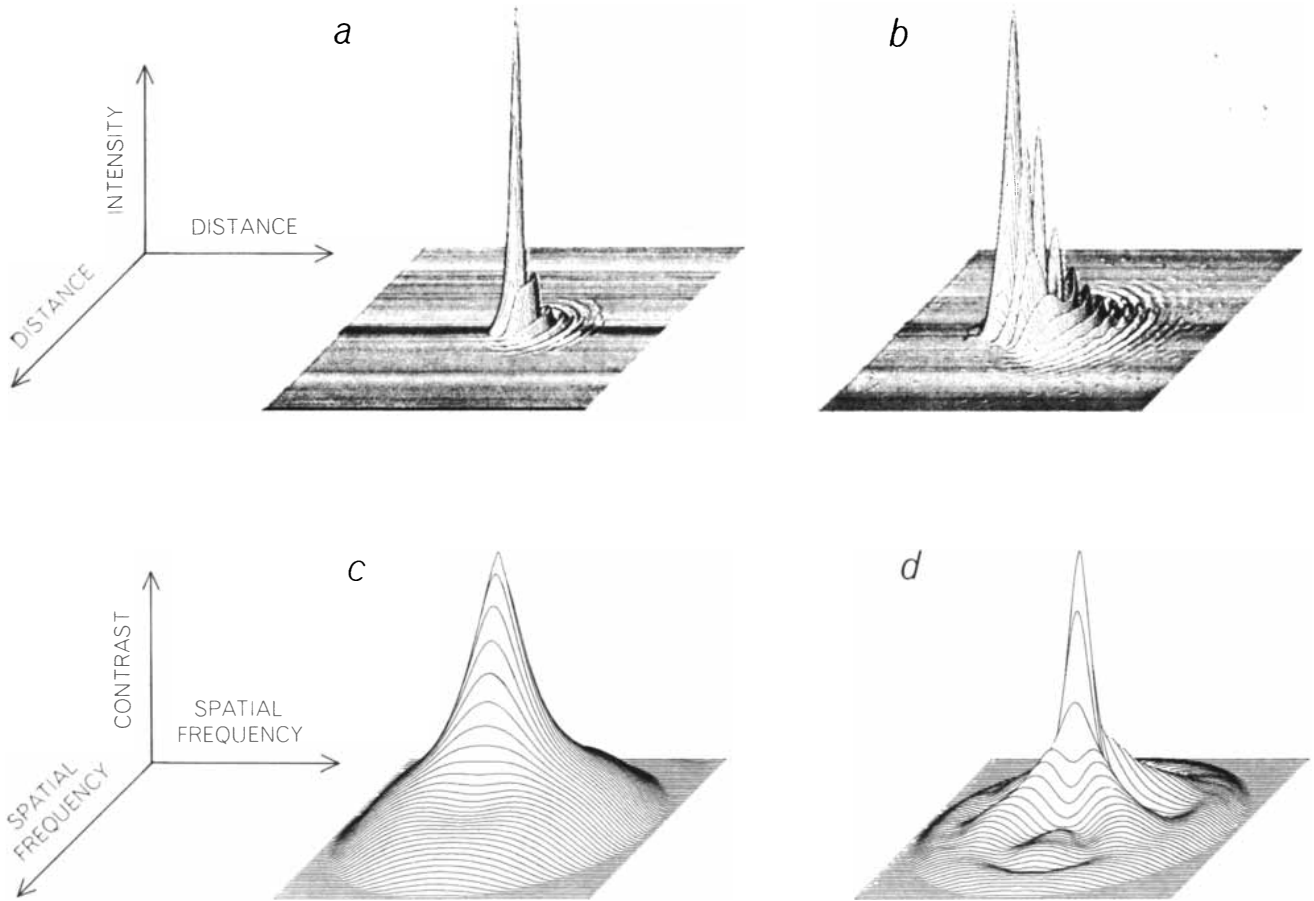 a
b
INTENSITY
DISTANCE
DISTANCE
c
d
CONTRAST
SPATIAL
FREQUENCY
SPATIAL
FREQUENCY